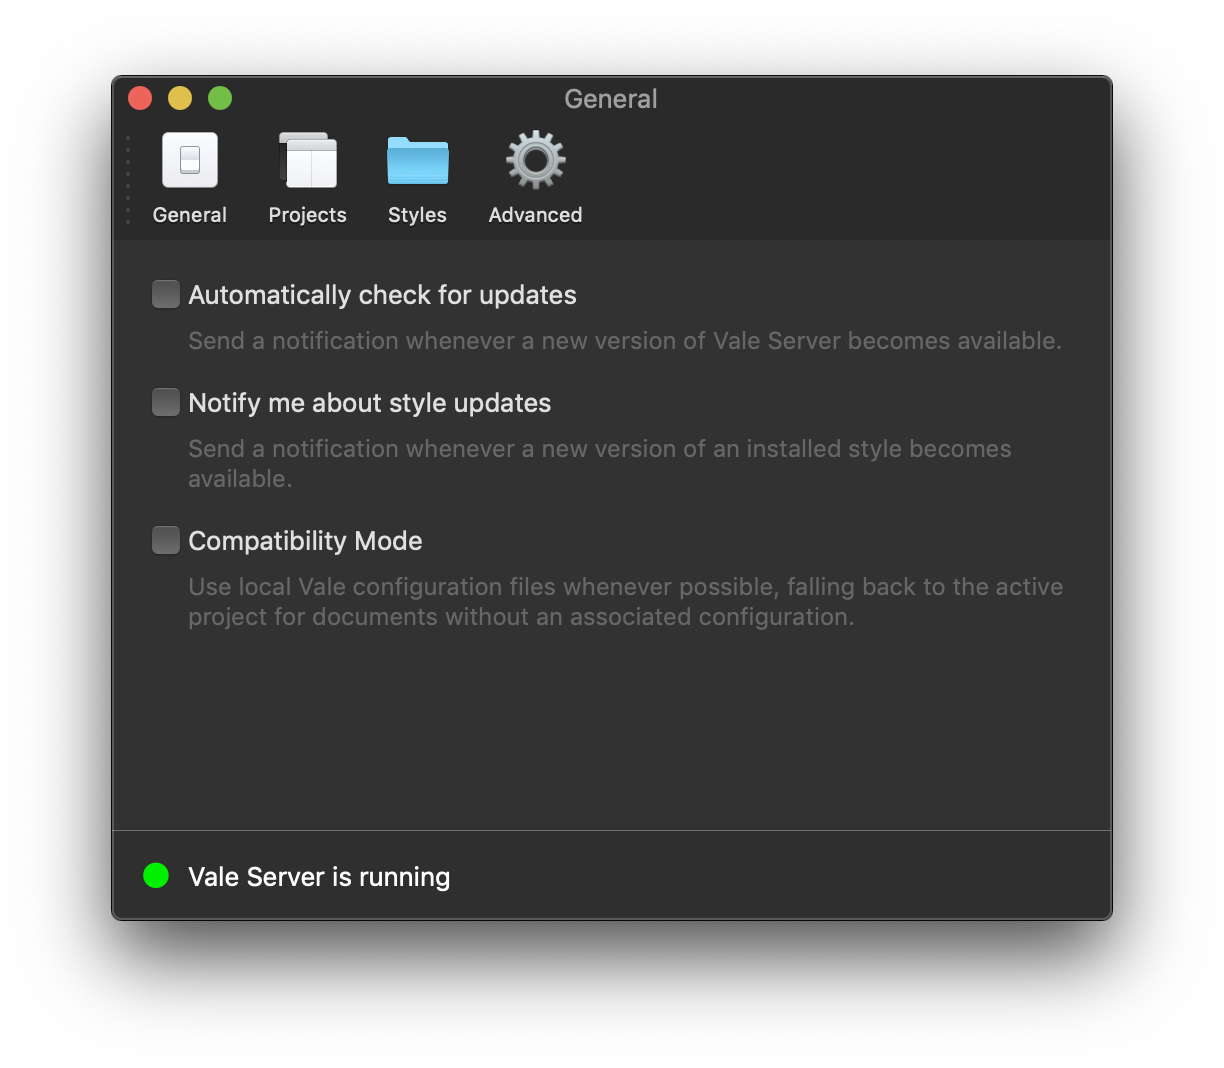 General
General
Projects
Styles
Advanced
Automatically check for updates
Send a notification whenever a new version of Vale Server becomes available.
Notify me about style updates
Send a notification whenever a new version of an installed style becomes
available.
Compatibility Mode
Use local Vale configuration files whenever possible, falling back to the active
project for documents without an associated configuration.
Vale Server is running